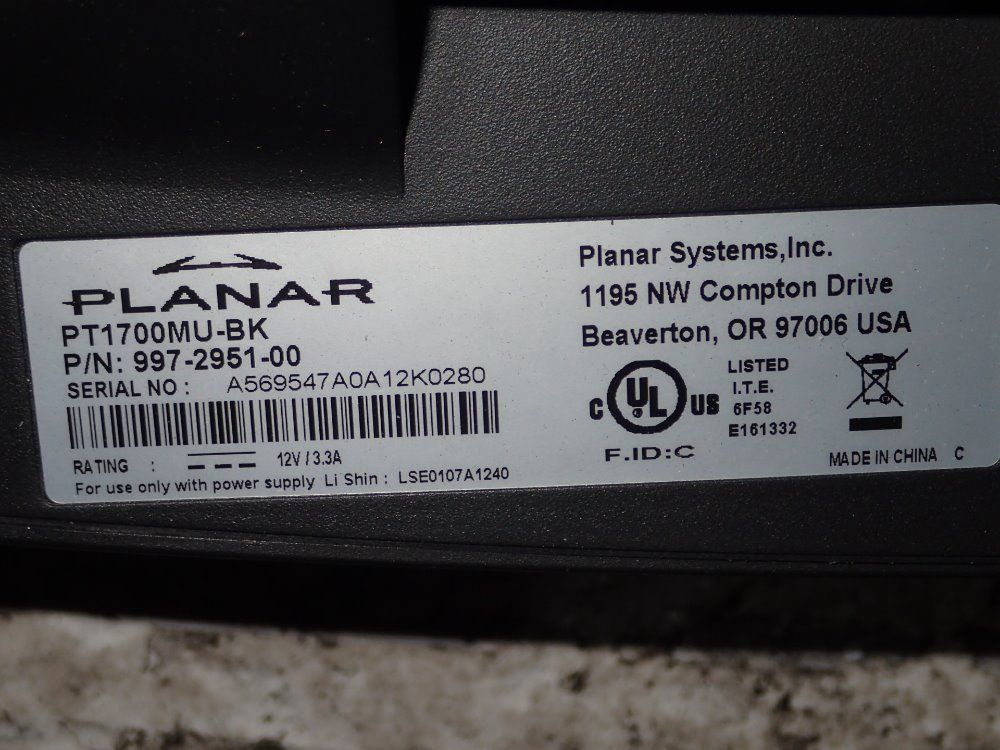 PLANAR
PT1700MU-BK
P/N: 997-2951-00
SERIAL NO : A569547A0A12K0280
RATING : 12V / 3.3A
For use only with power supply Li Shin : LSE0107A1240
Planar Systems,Inc.
1195 NW Compton Drive
Beaverton, OR 97006 USA
C UL US
LISTED
I.T.E.
6F58
E161332
F.ID:C
MADE IN CHINA C